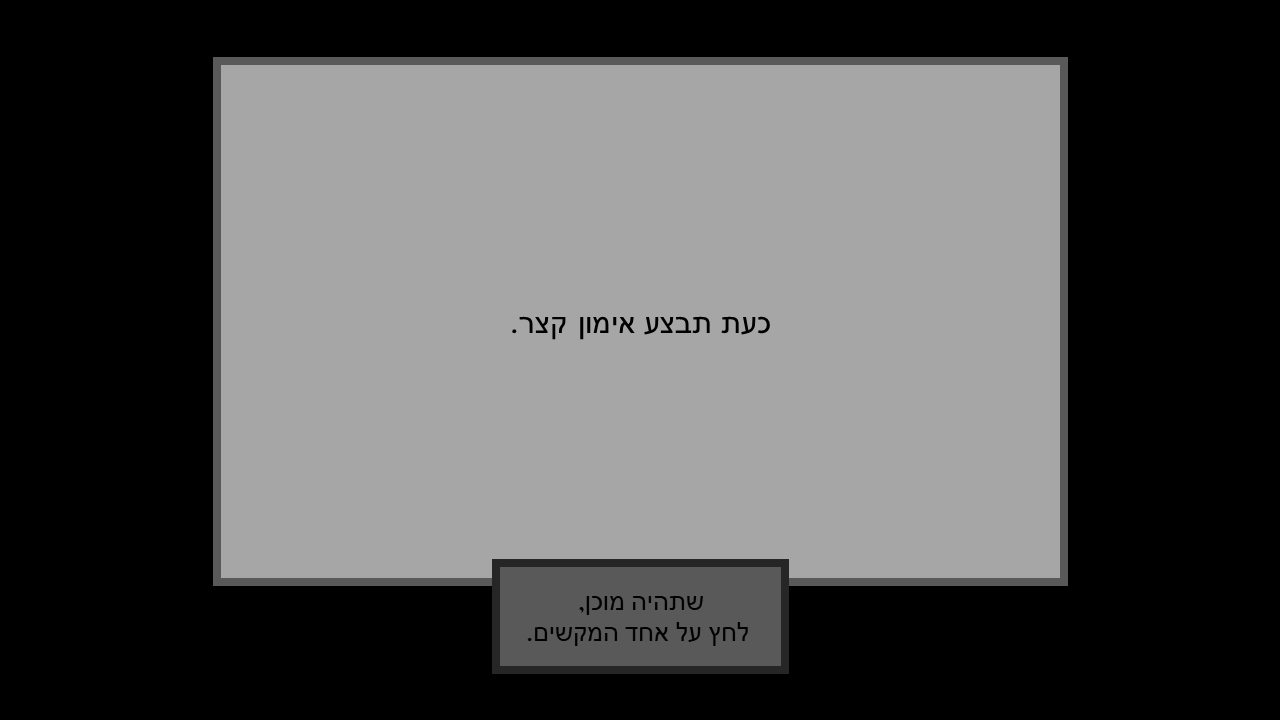 כעת תבצע אימון קצר.
שתהיה מוכן,
לחץ על אחד המקשים.